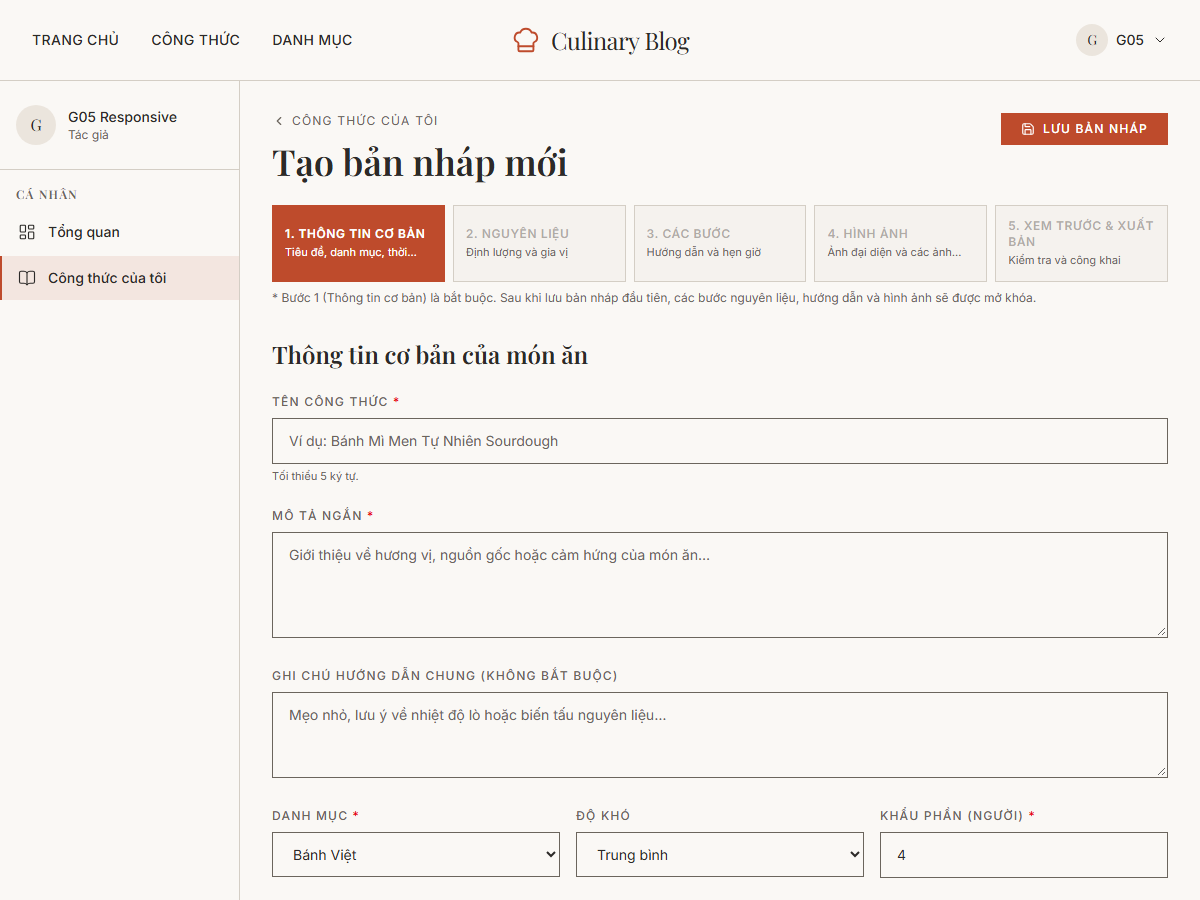 TRANG CHỦ
CÔNG THỨC
DANH MỤC
Culinary Blog
G
G05
G
G05 Responsive
Tác giả
CÁ NHÂN
Tổng quan
Công thức của tôi
CÔNG THỨC CỦA TÔI
Tạo bản nháp mới
LƯU BẢN NHÁP
1. THÔNG TIN CƠ BẢN
Tiêu đề, danh mục, thời...
2. NGUYÊN LIỆU
Định lượng và gia vị
3. CÁC BƯỚC
Hướng dẫn và hẹn giờ
4. HÌNH ẢNH
Ảnh đại diện và các ảnh...
5. XEM TRƯỚC & XUẤT
BẢN
Kiểm tra và công khai
* Bước 1 (Thông tin cơ bản) là bắt buộc. Sau khi lưu bản nháp đầu tiên, các bước nguyên liệu, hướng dẫn và hình ảnh sẽ được mở khóa.
Thông tin cơ bản của món ăn
TÊN CÔNG THỨC *
Ví dụ: Bánh Mì Men Tự Nhiên Sourdough
Tối thiểu 5 ký tự.
MÔ TẢ NGẮN *
Giới thiệu về hương vị, nguồn gốc hoặc cảm hứng của món ăn...
GHI CHÚ HƯỚNG DẪN CHUNG (KHÔNG BẮT BUỘC)
Mẹo nhỏ, lưu ý về nhiệt độ lò hoặc biến tấu nguyên liệu...
DANH MỤC *
ĐỘ KHÓ
KHẨU PHẦN (NGƯỜI) *
Bánh Việt
Trung bình
4